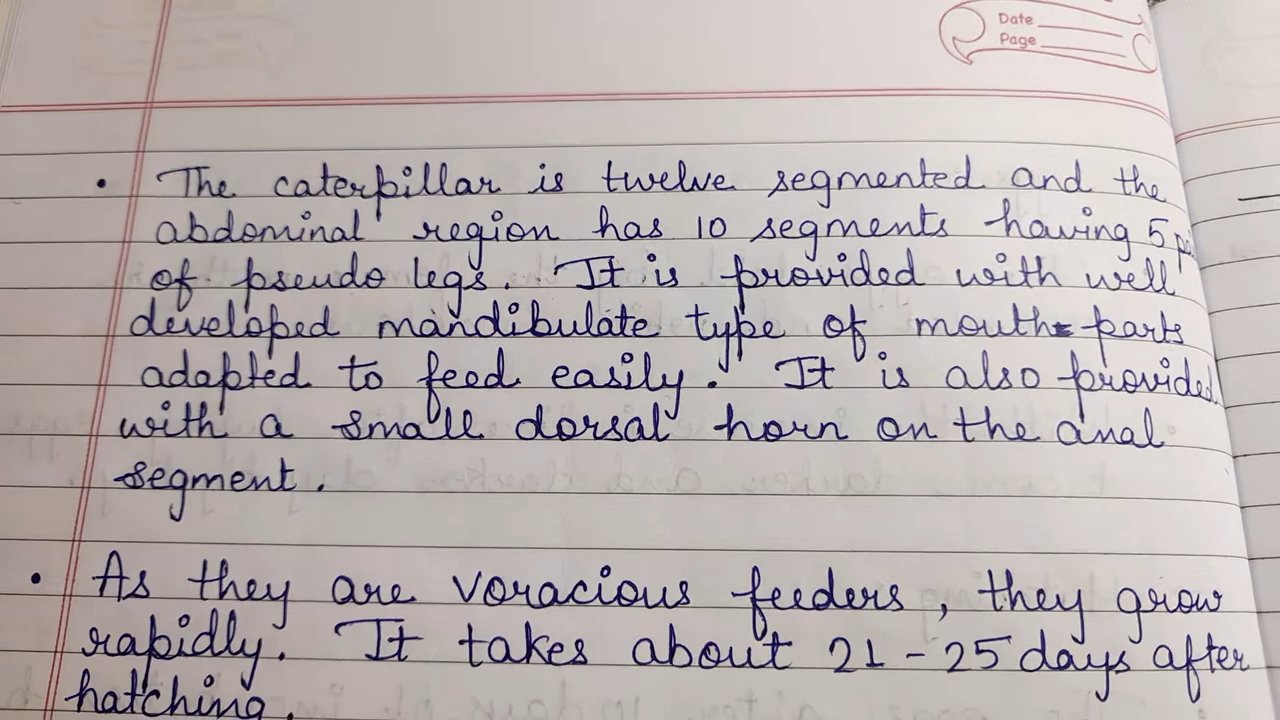 Date
Page
• The caterpillar is twelve segmented and the
abdominal region has 10 segments having 5
of pseudo legs. It is provided with well
developed mandibulate type of mouth parts
adapted to feed easily. It is also provided
with a small dorsal horn on the anal
segment.
• As they are voracious feeders, they grow
rapidly. It takes about 21-25 days after
hatching.